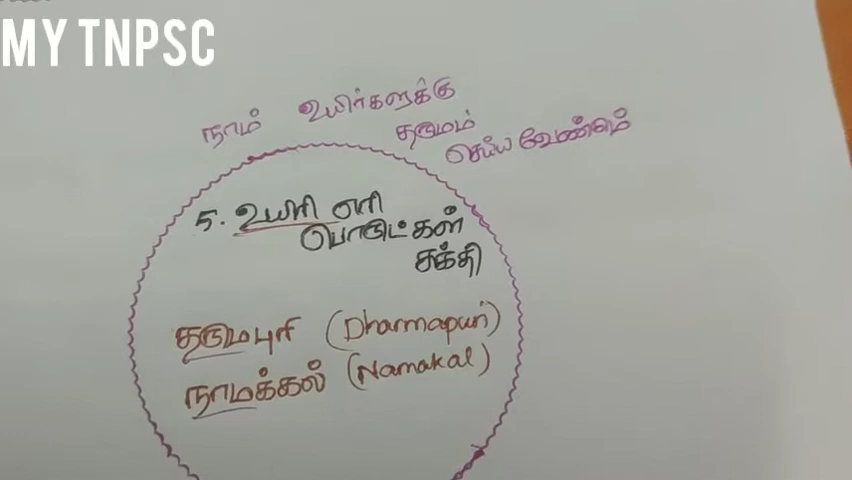 MY TNPSC
நாம் உயிர்களுக்கு
தருமம்
செய்ய வேண்டும்
5. உயிரி எரி
பொருட்கள்
சக்தி
தருமபுரி (Dharmapuri)
நாமக்கல் (Namakal)